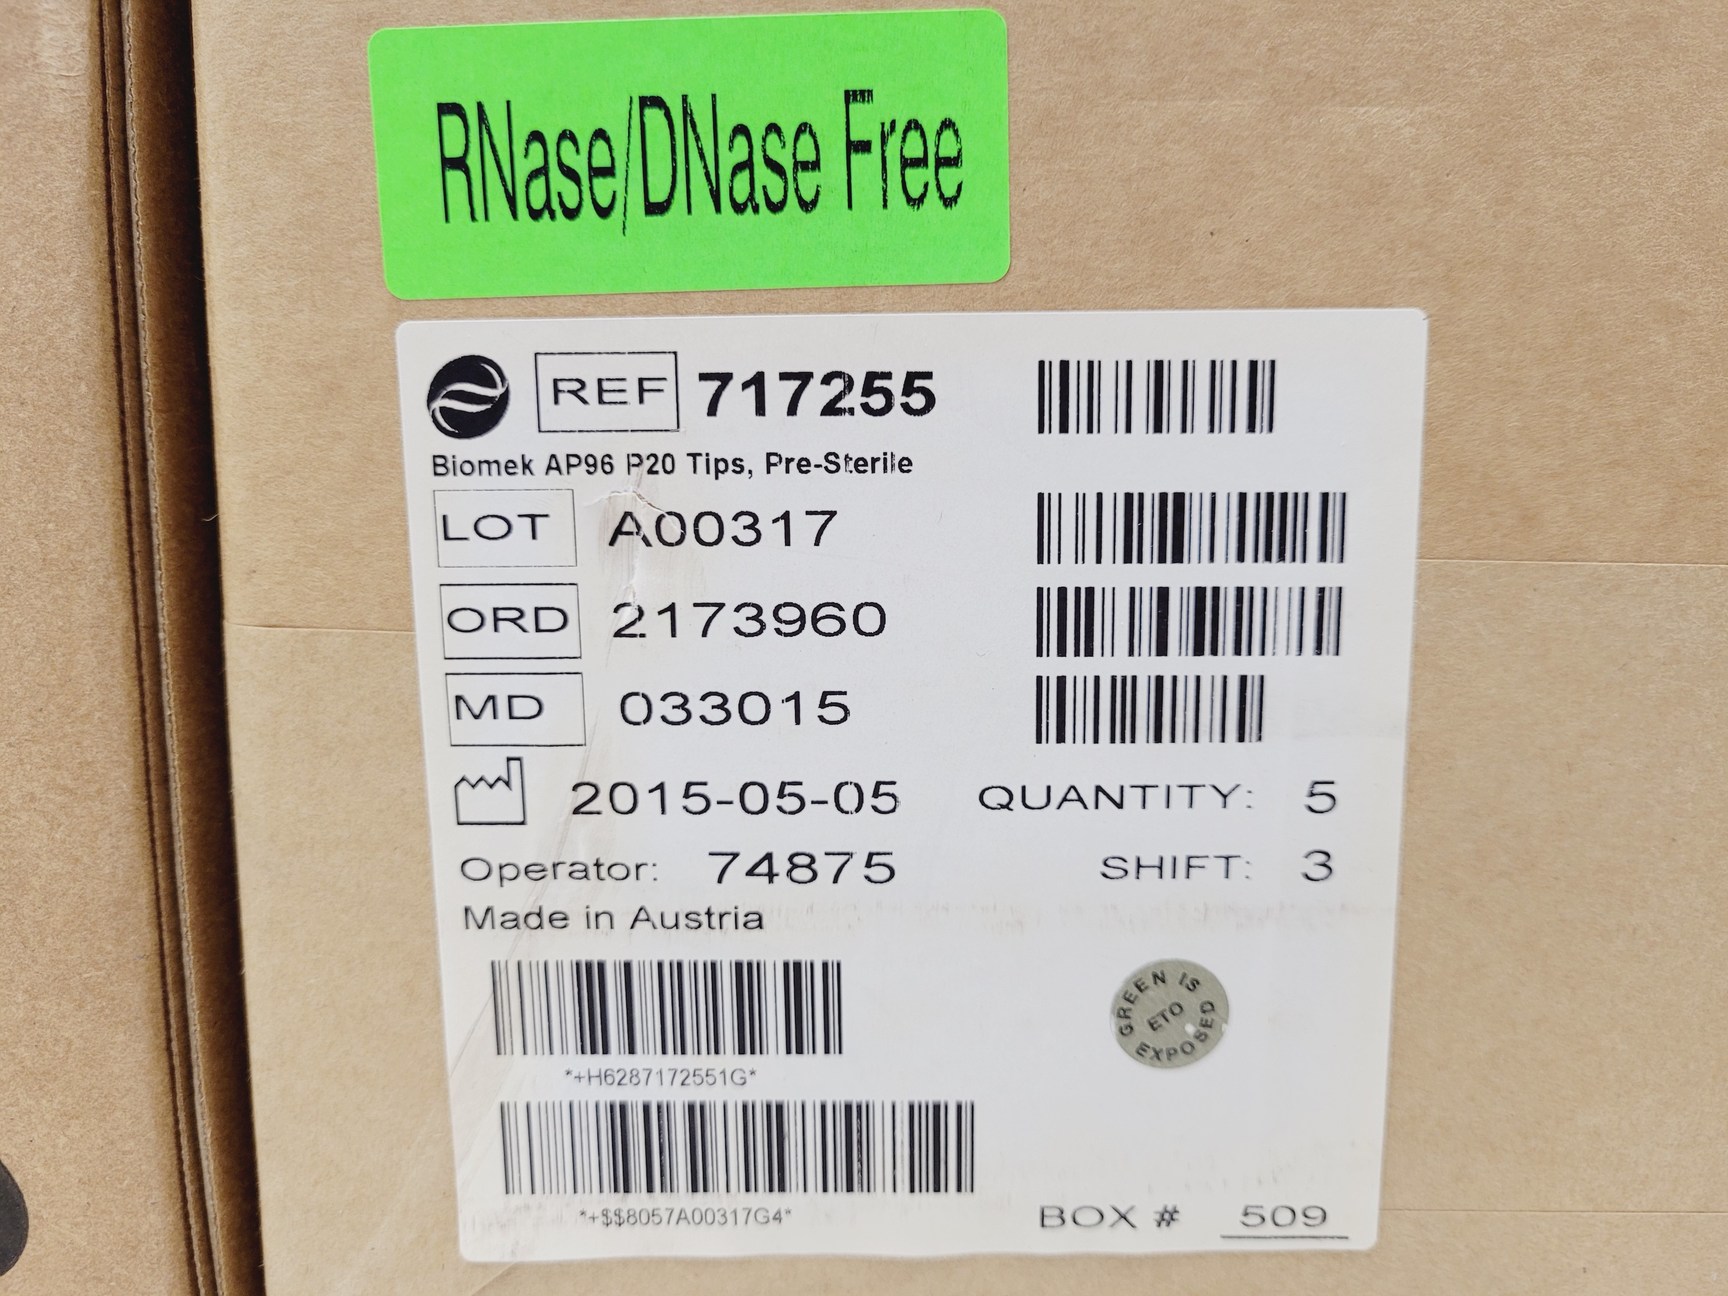 RNase/DNase Free
REF 717255
Biomek AP96 P20 Tips, Pre-Sterile
LOT A00317
ORD 2173960
MD 033015
2015-05-05 QUANTITY: 5
Operator: 74875 SHIFT: 3
Made in Austria
GREEN IS
ETO
EXPOSED
*+H6287172551G*
*+$$8057A00317G4*
BOX # 509